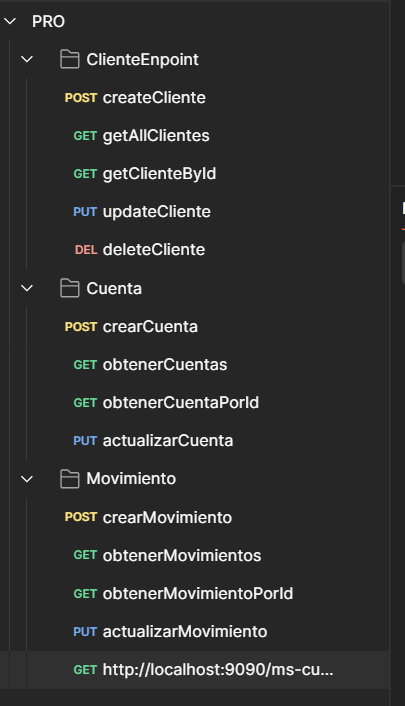 PRO
ClienteEnpoint
POST createCliente
GET getAllClientes
GET getClienteById
PUT updateCliente
DEL deleteCliente
Cuenta
POST crearCuenta
GET obtenerCuentas
GET obtenerCuentaPorId
PUT actualizarCuenta
Movimiento
POST crearMovimiento
GET obtenerMovimientos
GET obtenerMovimientoPorId
PUT actualizarMovimiento
GET http://localhost:9090/ms-cu...